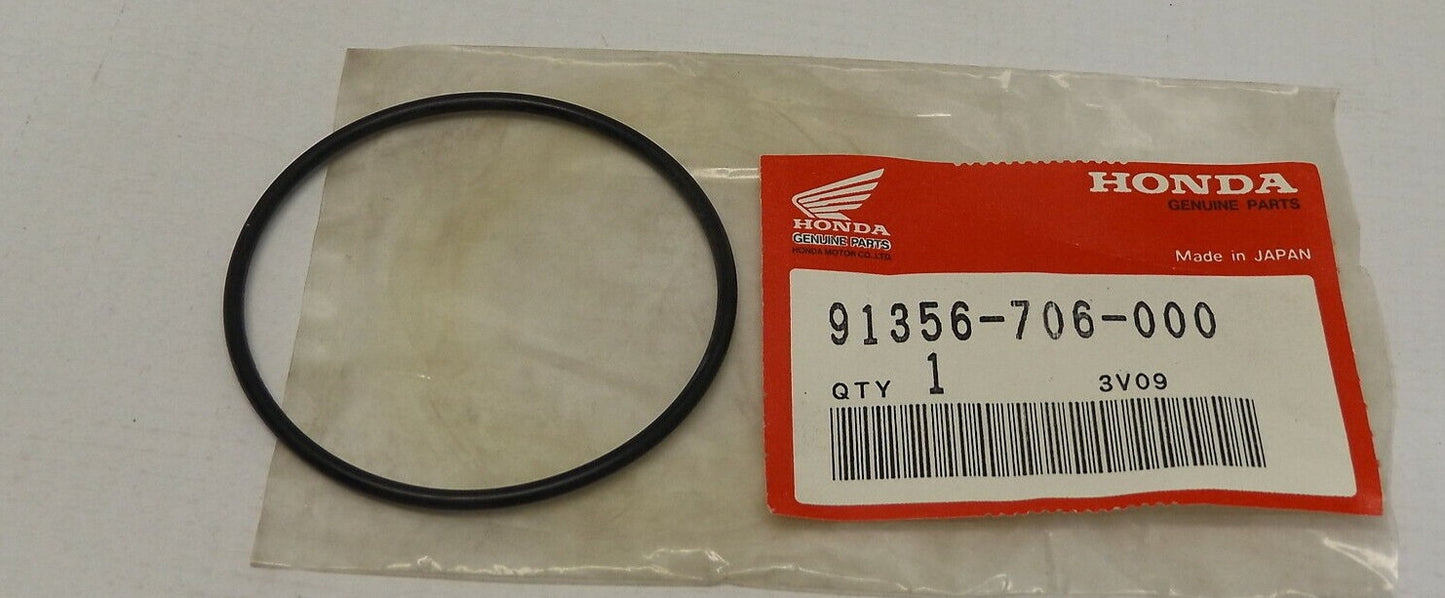 HONDA
GENUINE PARTS
HONDA
GENUINE PARTS
HONDA MOTOR CO., LTD.
Made in JAPAN
91356-706-000
QTY 1 3V09